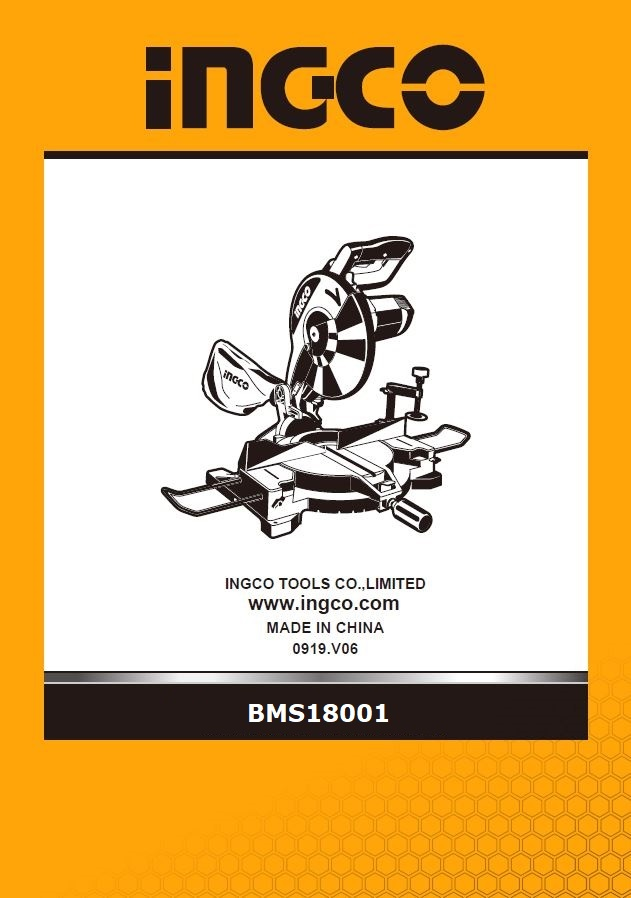 INGCO
INGCO
INGCO
INGCO TOOLS CO.,LIMITED
www.ingco.com
MADE IN CHINA
0919.V06
BMS18001